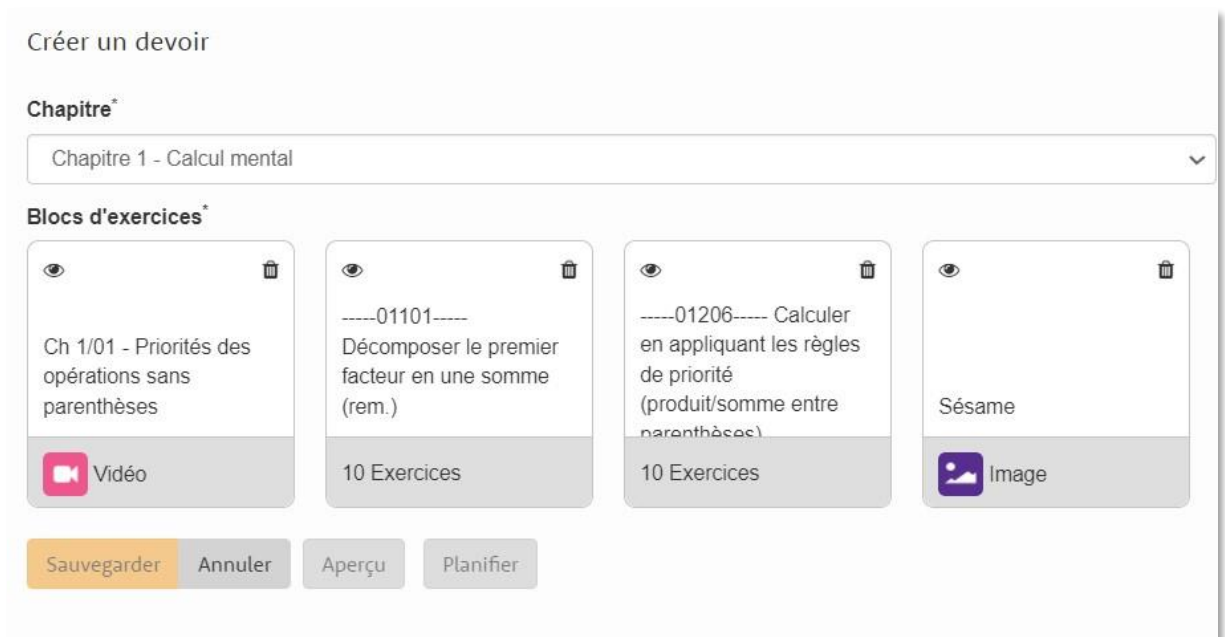 Créer un devoir
Chapitre*
Chapitre 1 - Calcul mental
Blocs d'exercices*
Ch 1/01 - Priorités des
opérations sans
parenthèses
Vidéo
-----01101-----
Décomposer le premier
facteur en une somme
(rem.)
10 Exercices
-----01206----- Calculer
en appliquant les règles
de priorité
(produit/somme entre
parenthèses)
10 Exercices
Sésame
Image
Sauvegarder Annuler Aperçu Planifier